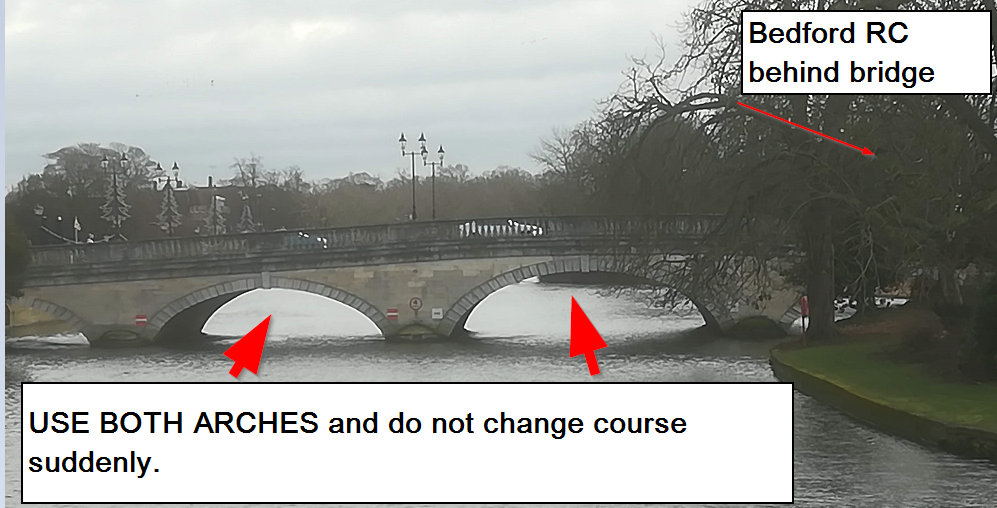 Bedford RC
behind bridge
USE BOTH ARCHES and do not change course
suddenly.